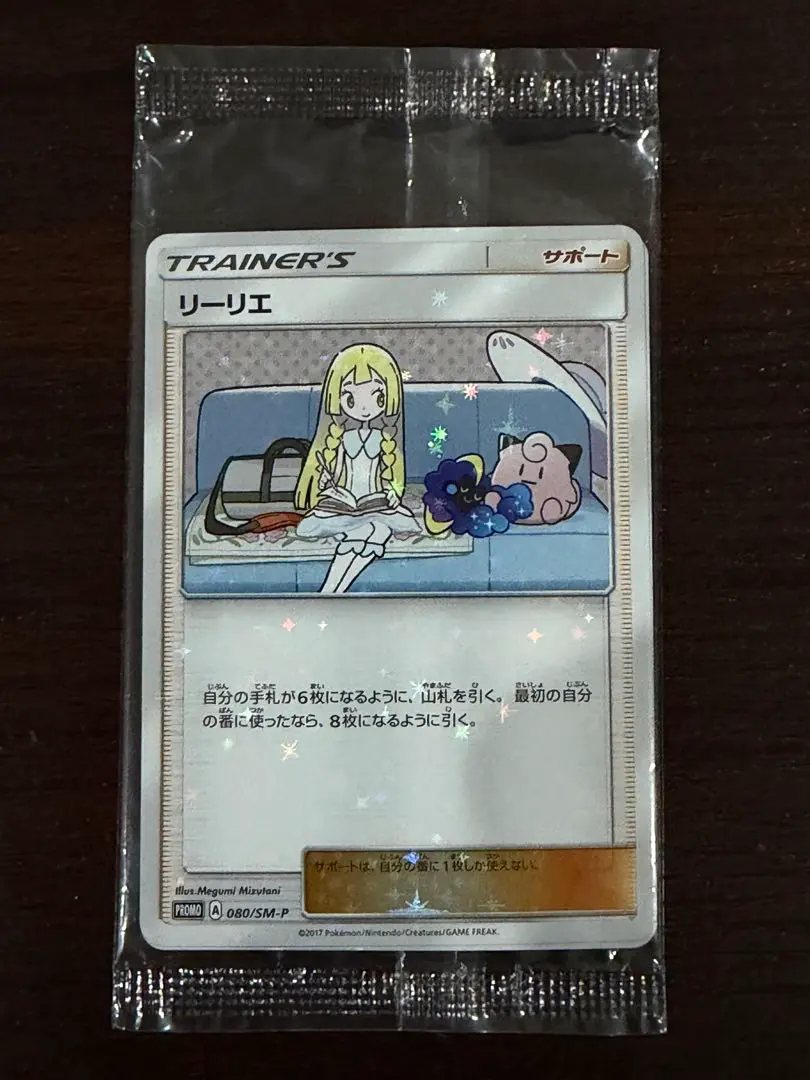 TRAINER'S サポート
リーリエ
自分の手札が6枚になるように、山札を引く。最初の自分
の番に使ったなら、8枚になるように引く。
サポートは、自分の番に1枚しか使えない。
Illus.Megumi Mizutani
PROMO A 080/SM-P
©2017 Pokémon/Nintendo/Creatures/GAME FREAK.